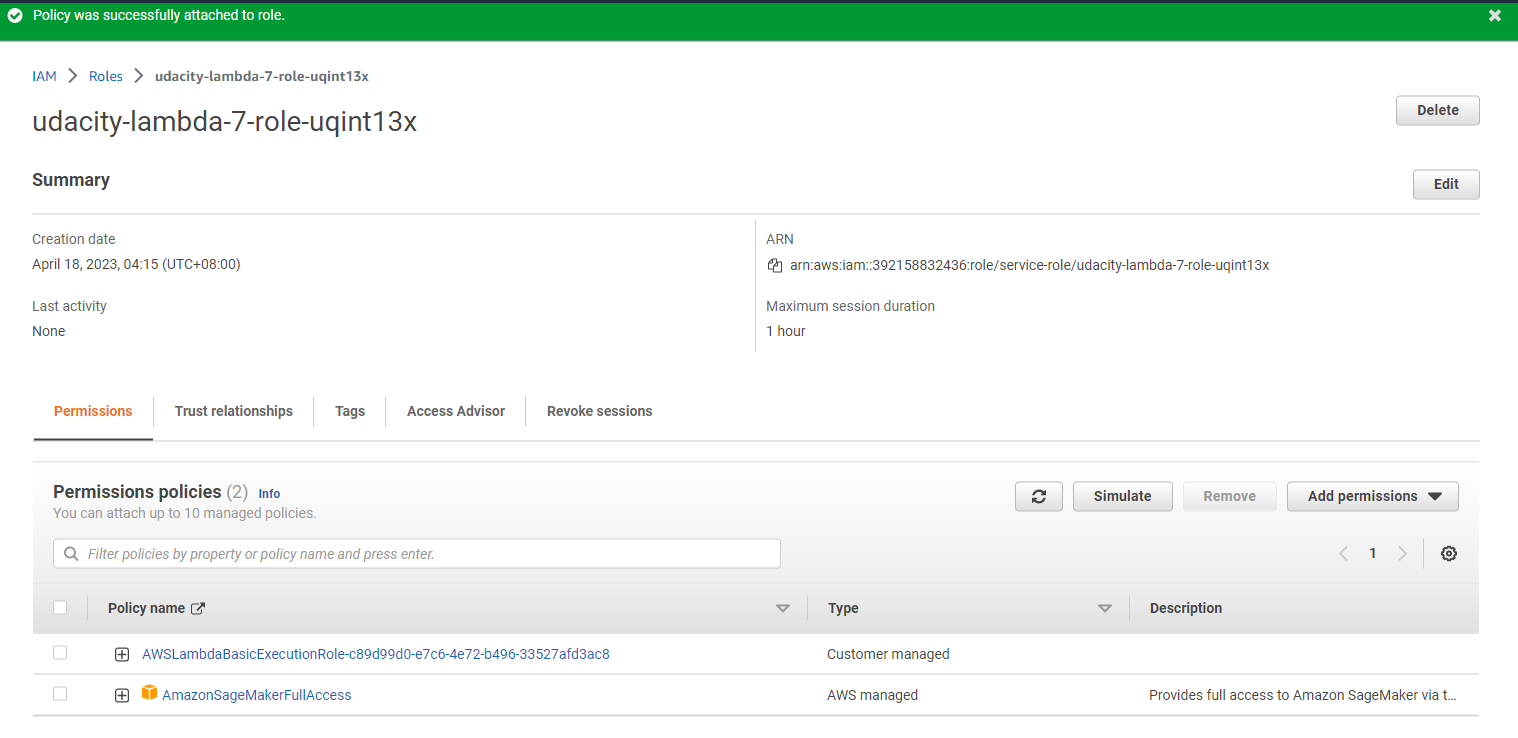 Policy was successfully attached to role.
IAM > Roles > udacity-lambda-7-role-uqint13x
udacity-lambda-7-role-uqint13x
Delete
Summary
Edit
Creation date
April 18, 2023, 04:15 (UTC+08:00)
ARN
arn:aws:iam::392158832436:role/service-role/udacity-lambda-7-role-uqint13x
Last activity
None
Maximum session duration
1 hour
Permissions Trust relationships Tags Access Advisor Revoke sessions
Permissions policies (2) Info
You can attach up to 10 managed policies.
Simulate Remove Add permissions
Filter policies by property or policy name and press enter.
1
Policy name Type Description
AWSLambdaBasicExecutionRole-c89d99d0-e7c6-4e72-b496-33527afd3ac8 Customer managed
AmazonSageMakerFullAccess AWS managed Provides full access to Amazon SageMaker via t...